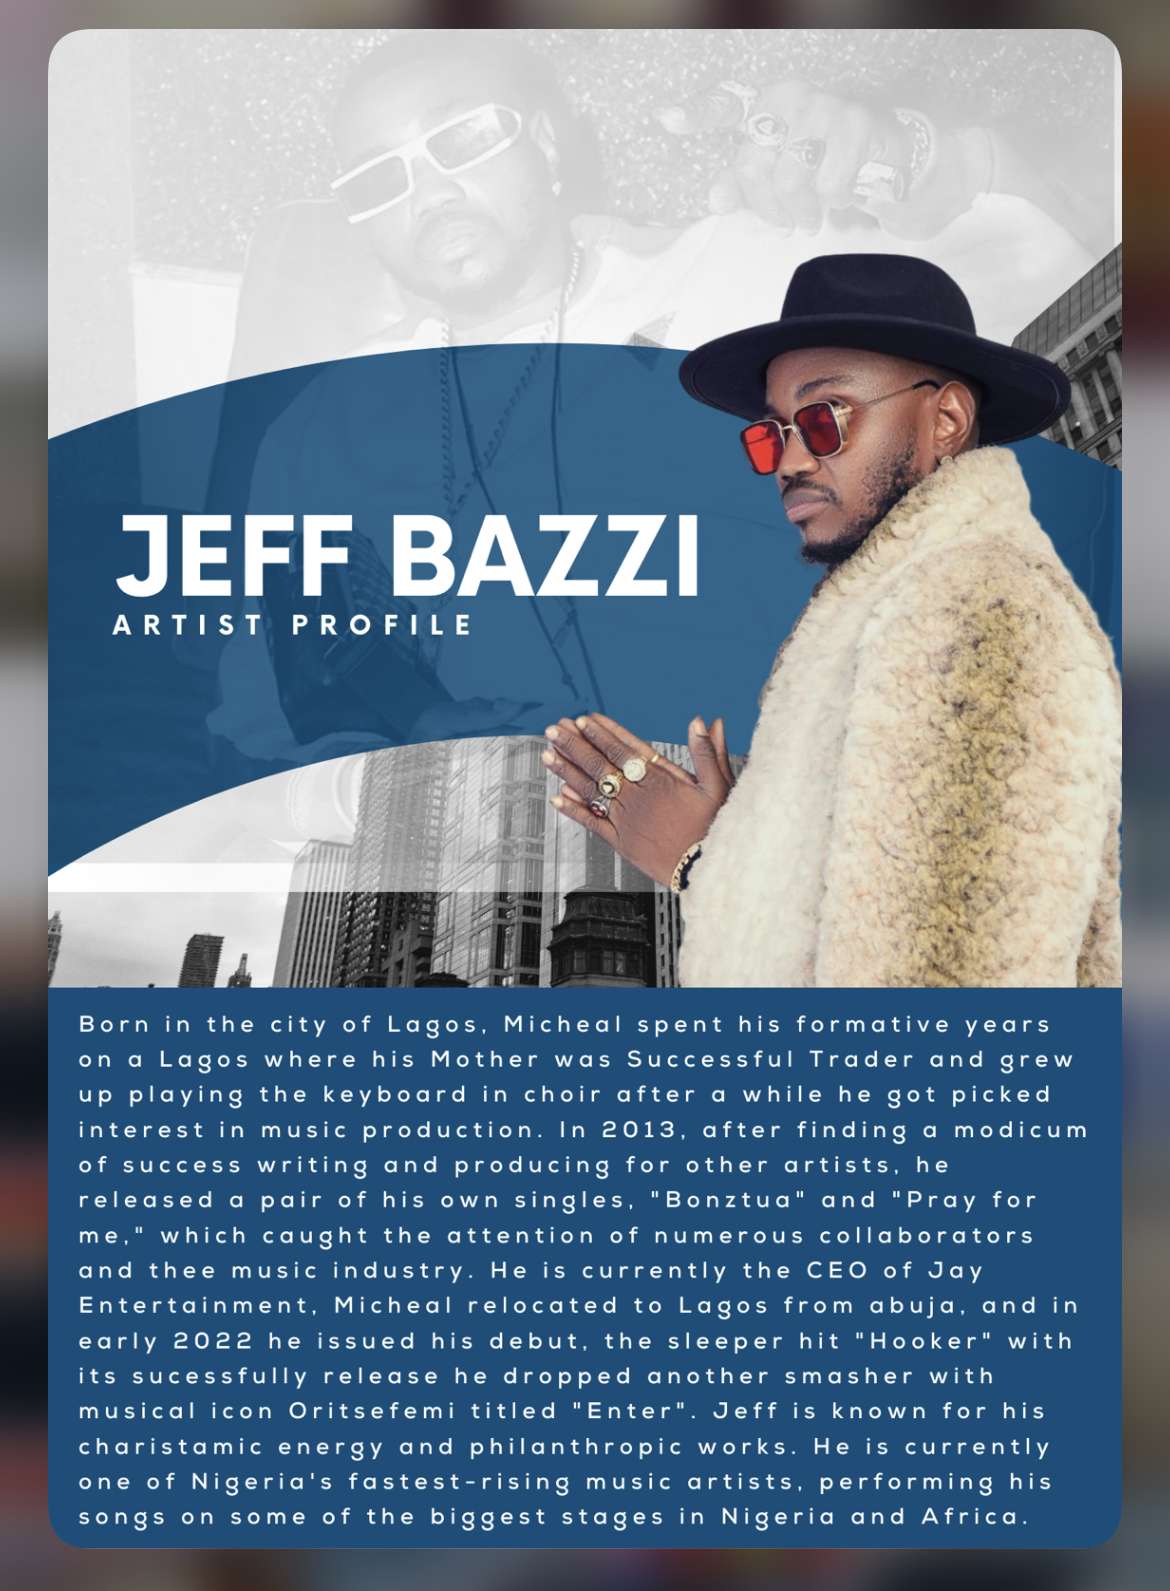 JEFF BAZZI
ARTIST PROFILE
Born in the city of Lagos, Micheal spent his formative years
on a Lagos where his Mother was Successful Trader and grew
up playing the keyboard in choir after a while he got picked
interest in music production. In 2013, after finding a modicum
of success writing and producing for other artists, he
released a pair of his own singles, "Bonztua" and "Pray for
me," which caught the attention of numerous collaborators
and thee music industry. He is currently the CEO of Jay
Entertainment, Micheal relocated to Lagos from abuja, and in
early 2022 he issued his debut, the sleeper hit "Hooker" with
its sucessfully release he dropped another smasher with
musical icon Oritsefemi titled "Enter". Jeff is known for his
charistamic energy and philanthropic works. He is currently
one of Nigeria's fastest-rising music artists, performing his
songs on some of the biggest stages in Nigeria and Africa.